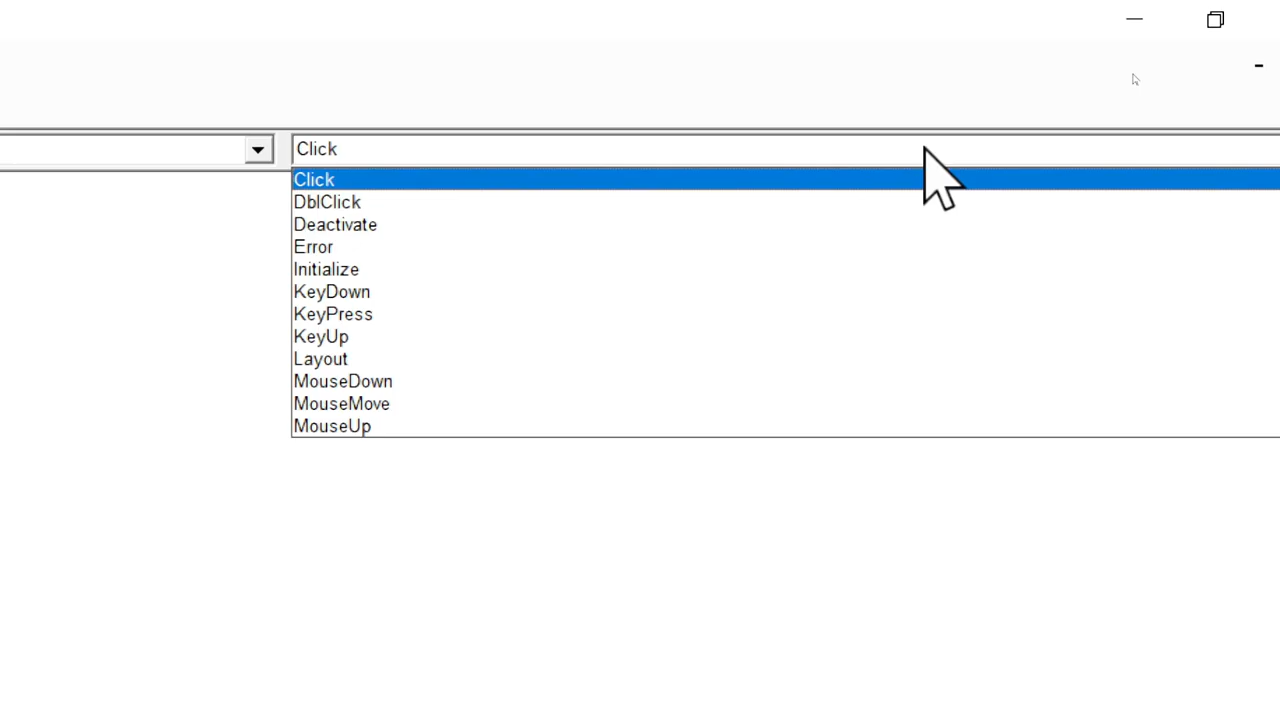 Click
Click
DblClick
Deactivate
Error
Initialize
KeyDown
KeyPress
KeyUp
Layout
MouseDown
MouseMove
MouseUp